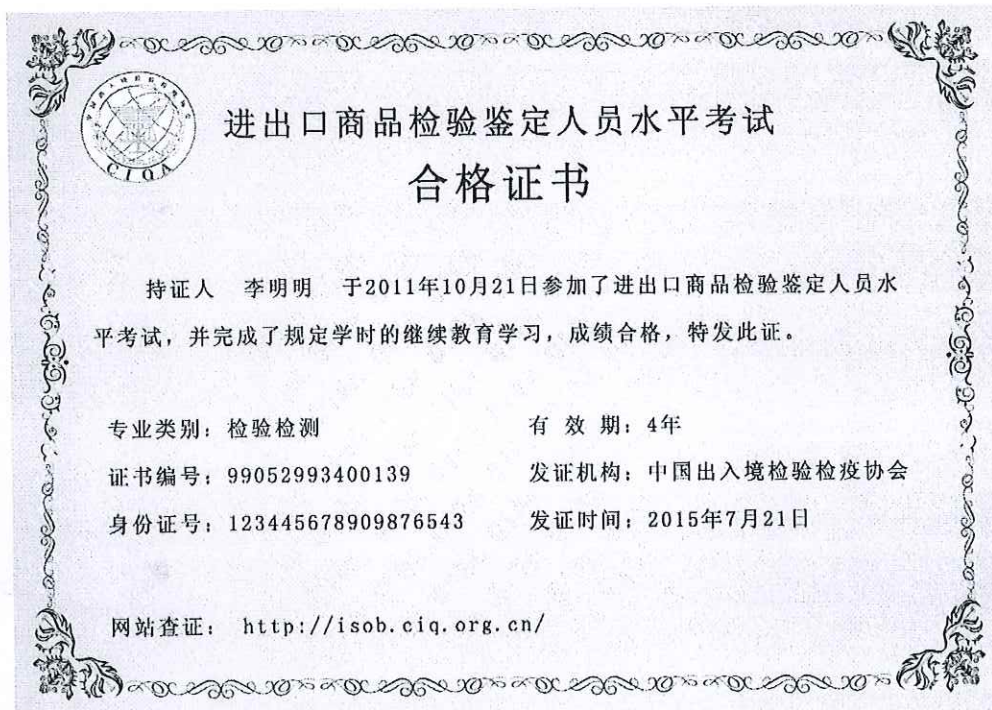 CIQA
进出口商品检验鉴定人员水平考试
合格证书
持证人 李明明 于2011年10月21日参加了进出口商品检验鉴定人员水
平考试，并完成了规定学时的继续教育学习，成绩合格，特发此证。
专业类别：检验检测 有 效 期：4年
证书编号：99052993400139 发证机构：中国出入境检验检疫协会
身份证号：123445678909876543 发证时间：2015年7月21日
网站查证： http://isob.ciq.org.cn/